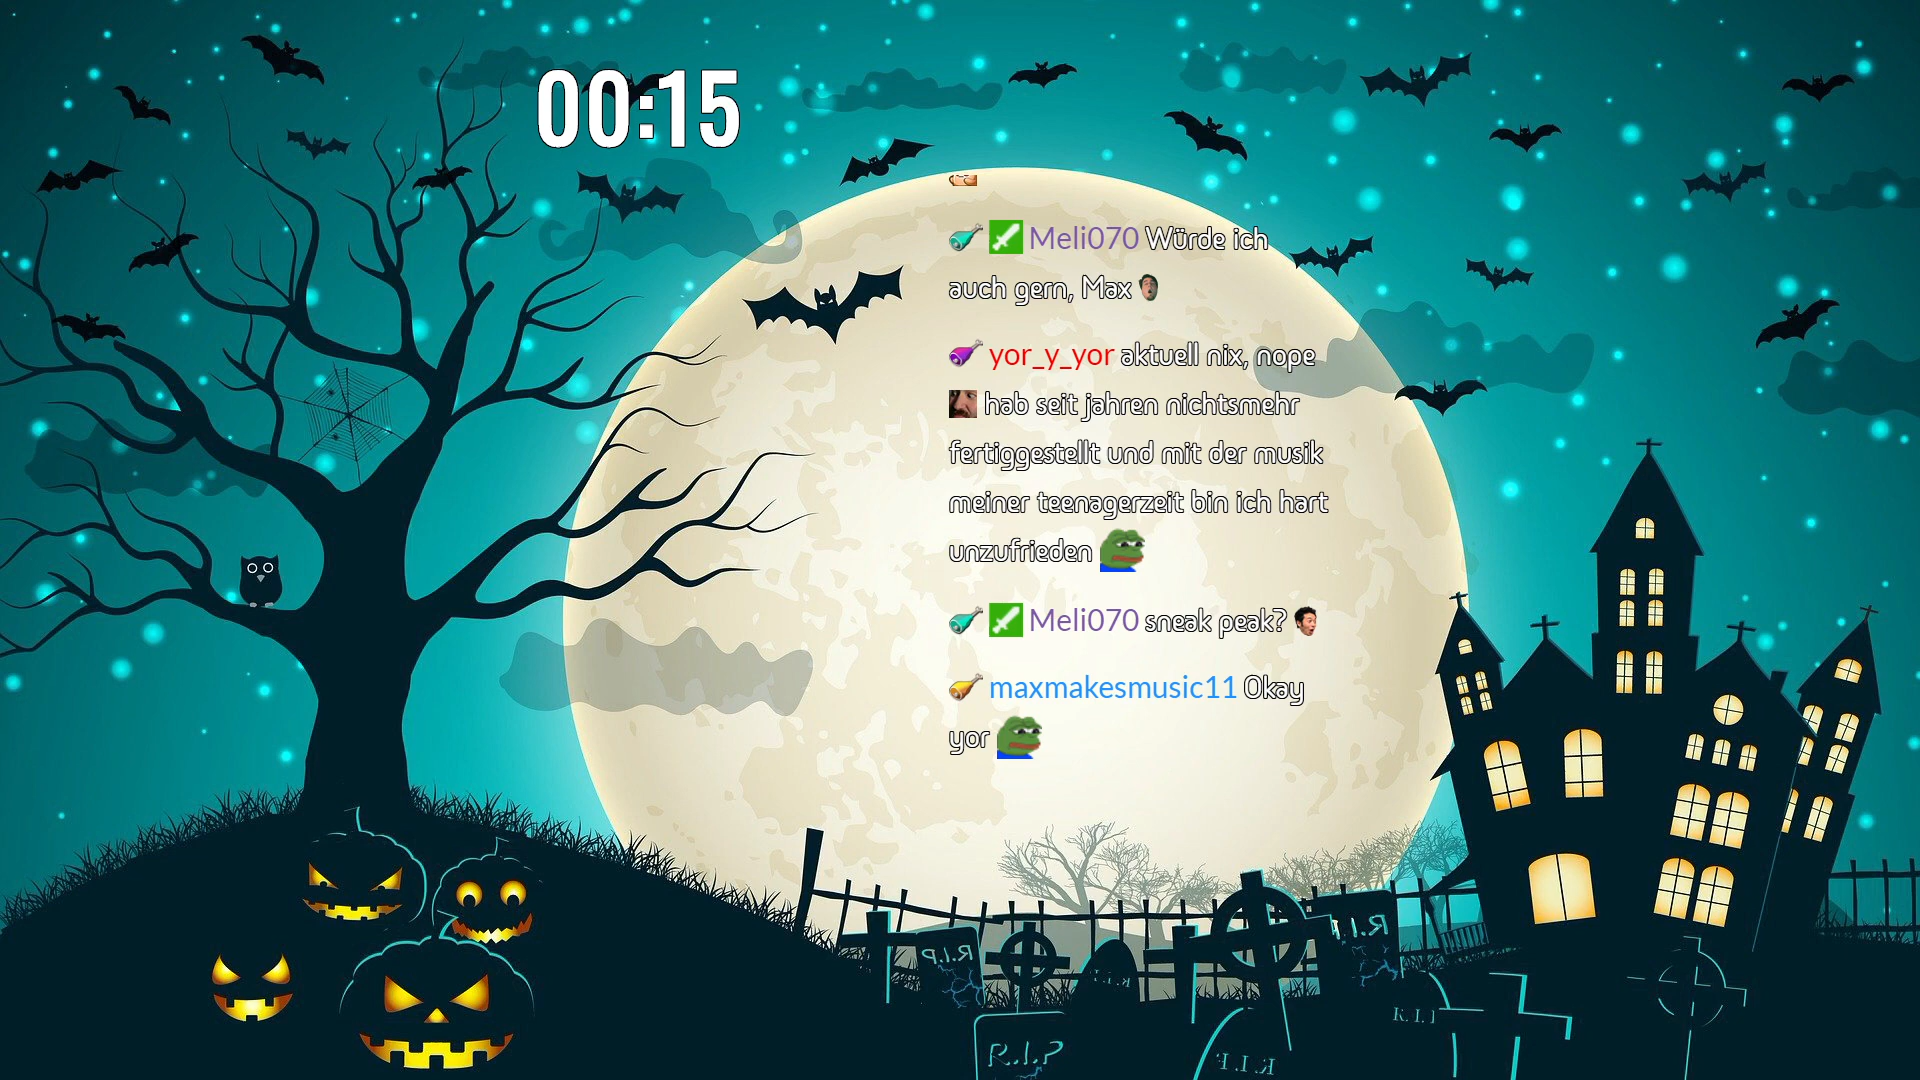 00:15
Meli070 Würde ich
auch gern, Max
yor_y_yor aktuell nix, nope
hab seit jahren nichtsmehr
fertiggestellt und mit der musik
meiner teenagerzeit bin ich hart
unzufrieden
Meli070 sneak peak?
maxmakesmusic11 Okay
yor
R.I.P
R.I.P
R.I.P
R.I.P